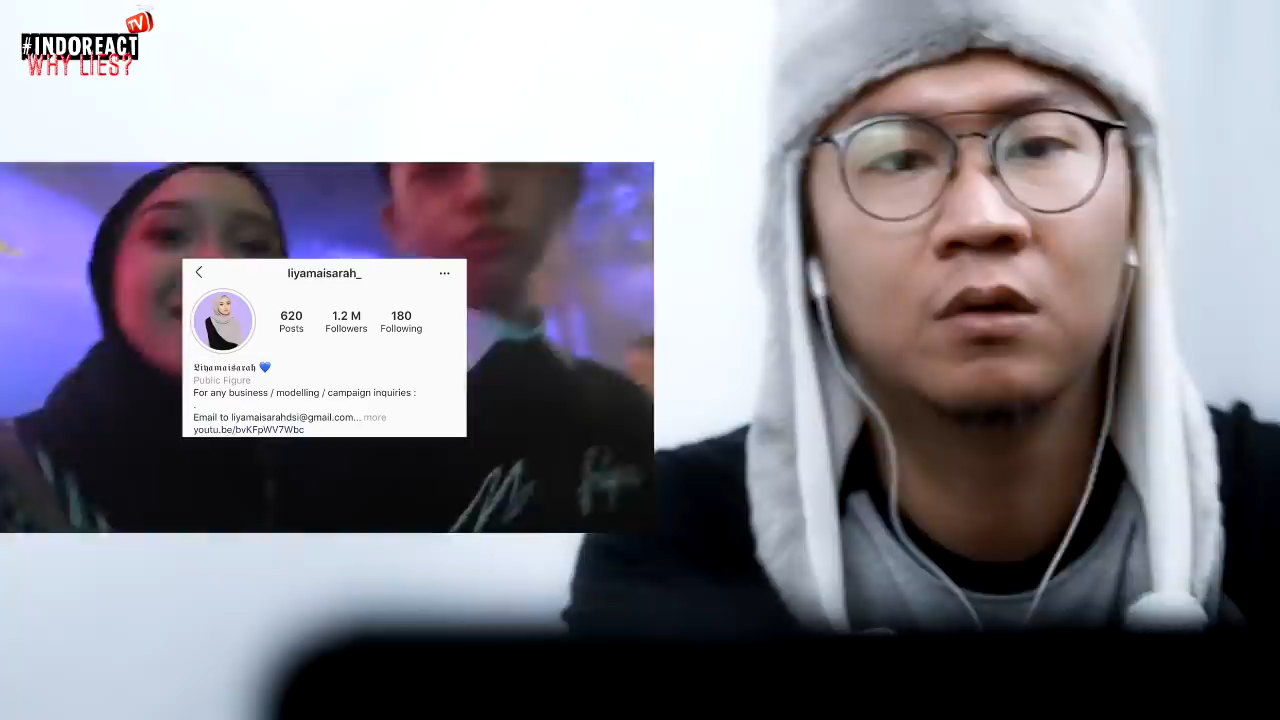 TV
#INDOREACT
WHY LIES?
liyamaisarah_
...
620
1.2 M
180
Posts
Followers
Following
𝕷𝖎𝖞𝖆𝖒𝖆𝖎𝖘𝖆𝖗𝖆𝖍 💙
Public Figure
For any business / modelling / campaign inquiries :
.
Email to liyamaisarahdsi@gmail.com... more
youtu.be/bvKFpWV7Wbc